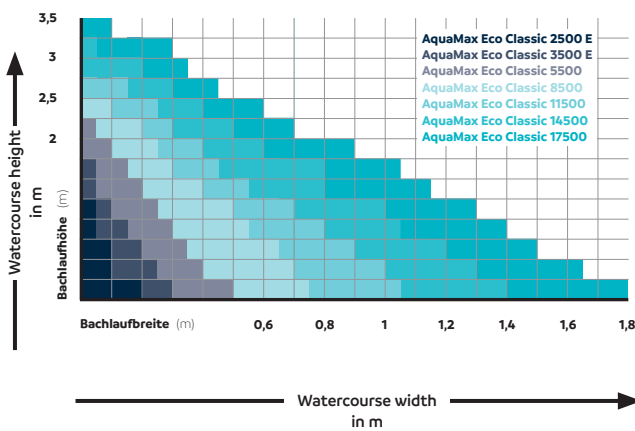 3,5
3
2,5
2
AquaMax Eco Classic 2500 E
AquaMax Eco Classic 3500 E
AquaMax Eco Classic 5500
AquaMax Eco Classic 8500
AquaMax Eco Classic 11500
AquaMax Eco Classic 14500
AquaMax Eco Classic 17500
Watercourse height
in m
Bachlaufhöhe (m)
Bachlaufbreite (m) 0,6 0,8 1 1,2 1,4 1,6 1,8
Watercourse width
in m